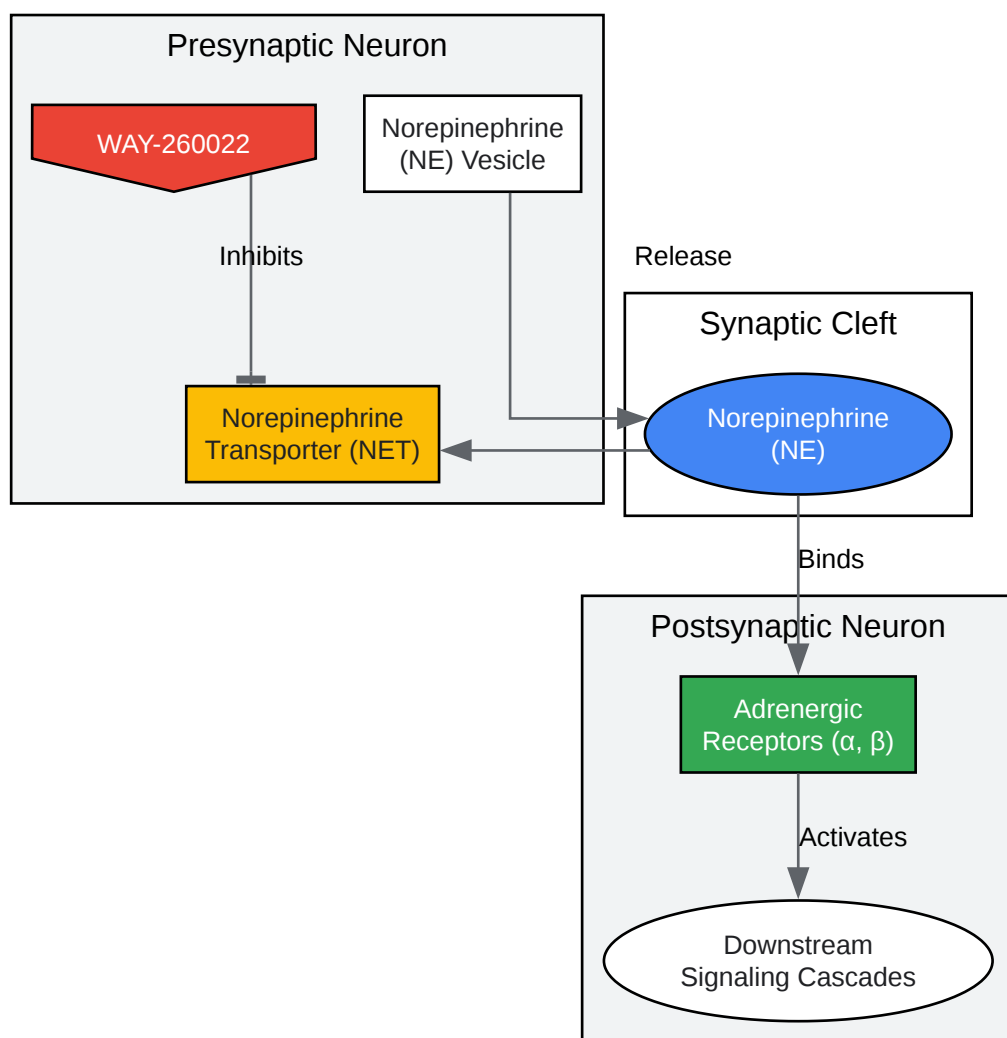 Presynaptic Neuron
WAY-260022
Norepinephrine
(NE) Vesicle
Inhibits
Release
Norepinephrine
Transporter (NET)
Synaptic Cleft
Norepinephrine
(NE)
Binds
Postsynaptic Neuron
Adrenergic
Receptors (α, β)
Activates
Downstream
Signaling Cascades